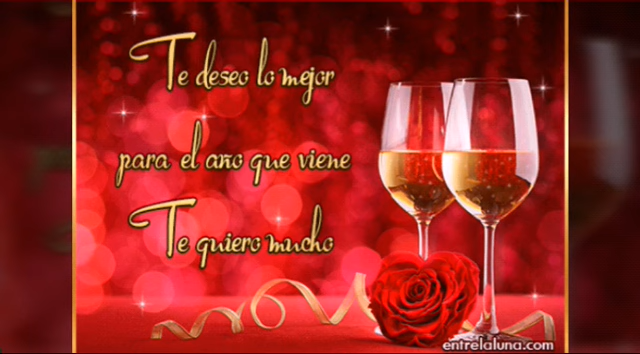 Te deseo lo mejor
para el año que viene
Te quiero mucho
entrelaluna.com